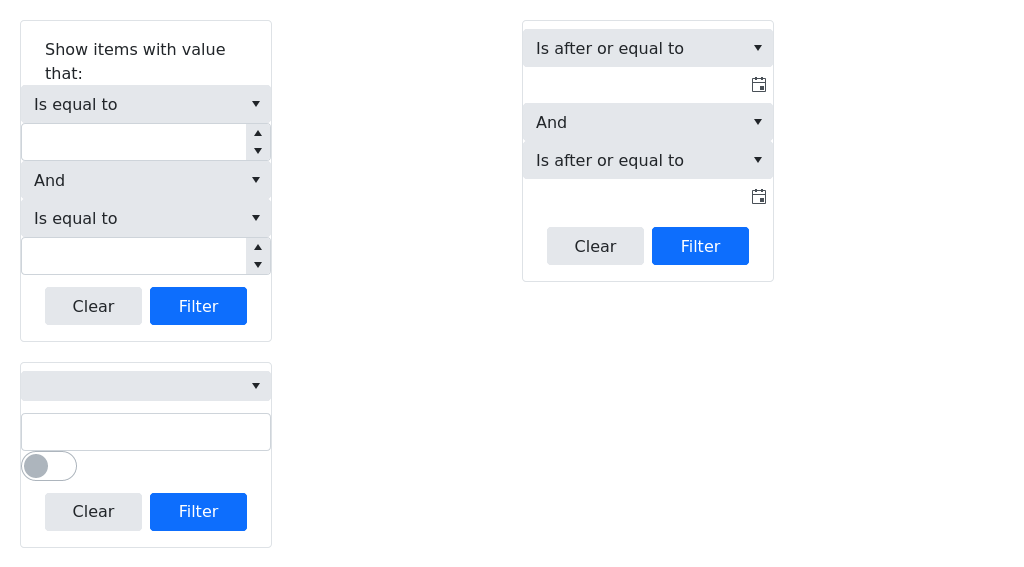 Show items with value
that:
Is equal to
And
Is equal to
Clear
Filter
Is after or equal to
And
Is after or equal to
Clear
Filter
Clear
Filter